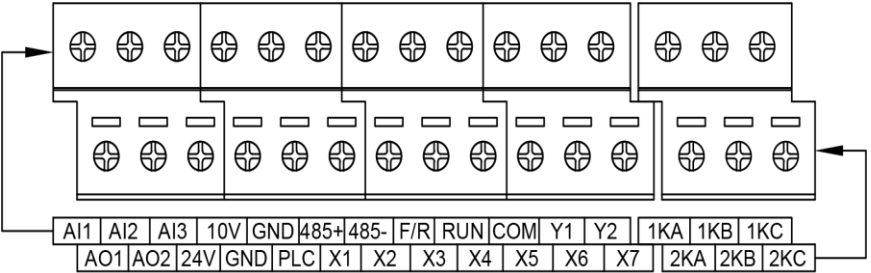 AI1 AI2 AI3 10V GND 485+ 485- F/R RUN COM Y1 Y2 1KA 1KB 1KC
AO1 AO2 24V GND PLC X1 X2 X3 X4 X5 X6 X7 2KA 2KB 2KC